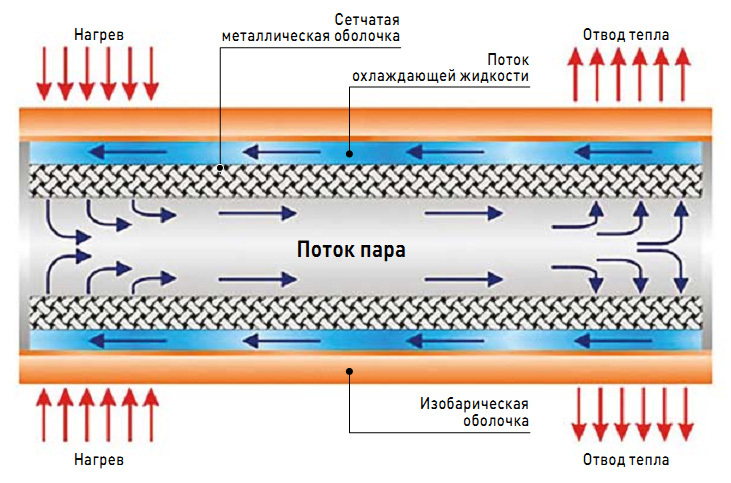 Нагрев
Сетчатая
металлическая оболочка
Поток
охлаждающей жидкости
Отвод тепла
Поток пара
Изобарическая
оболочка
Нагрев
Отвод тепла